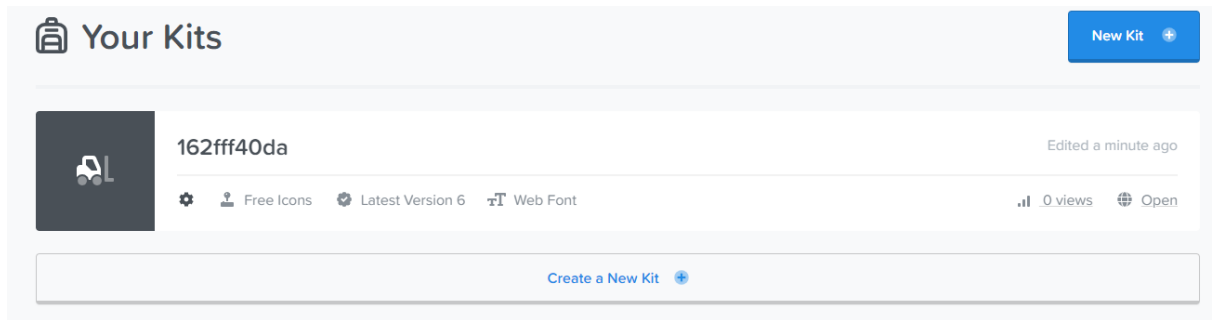 Your Kits
New Kit
162fff40da
Edited a minute ago
Free Icons Latest Version 6 TT Web Font
0 views Open
Create a New Kit